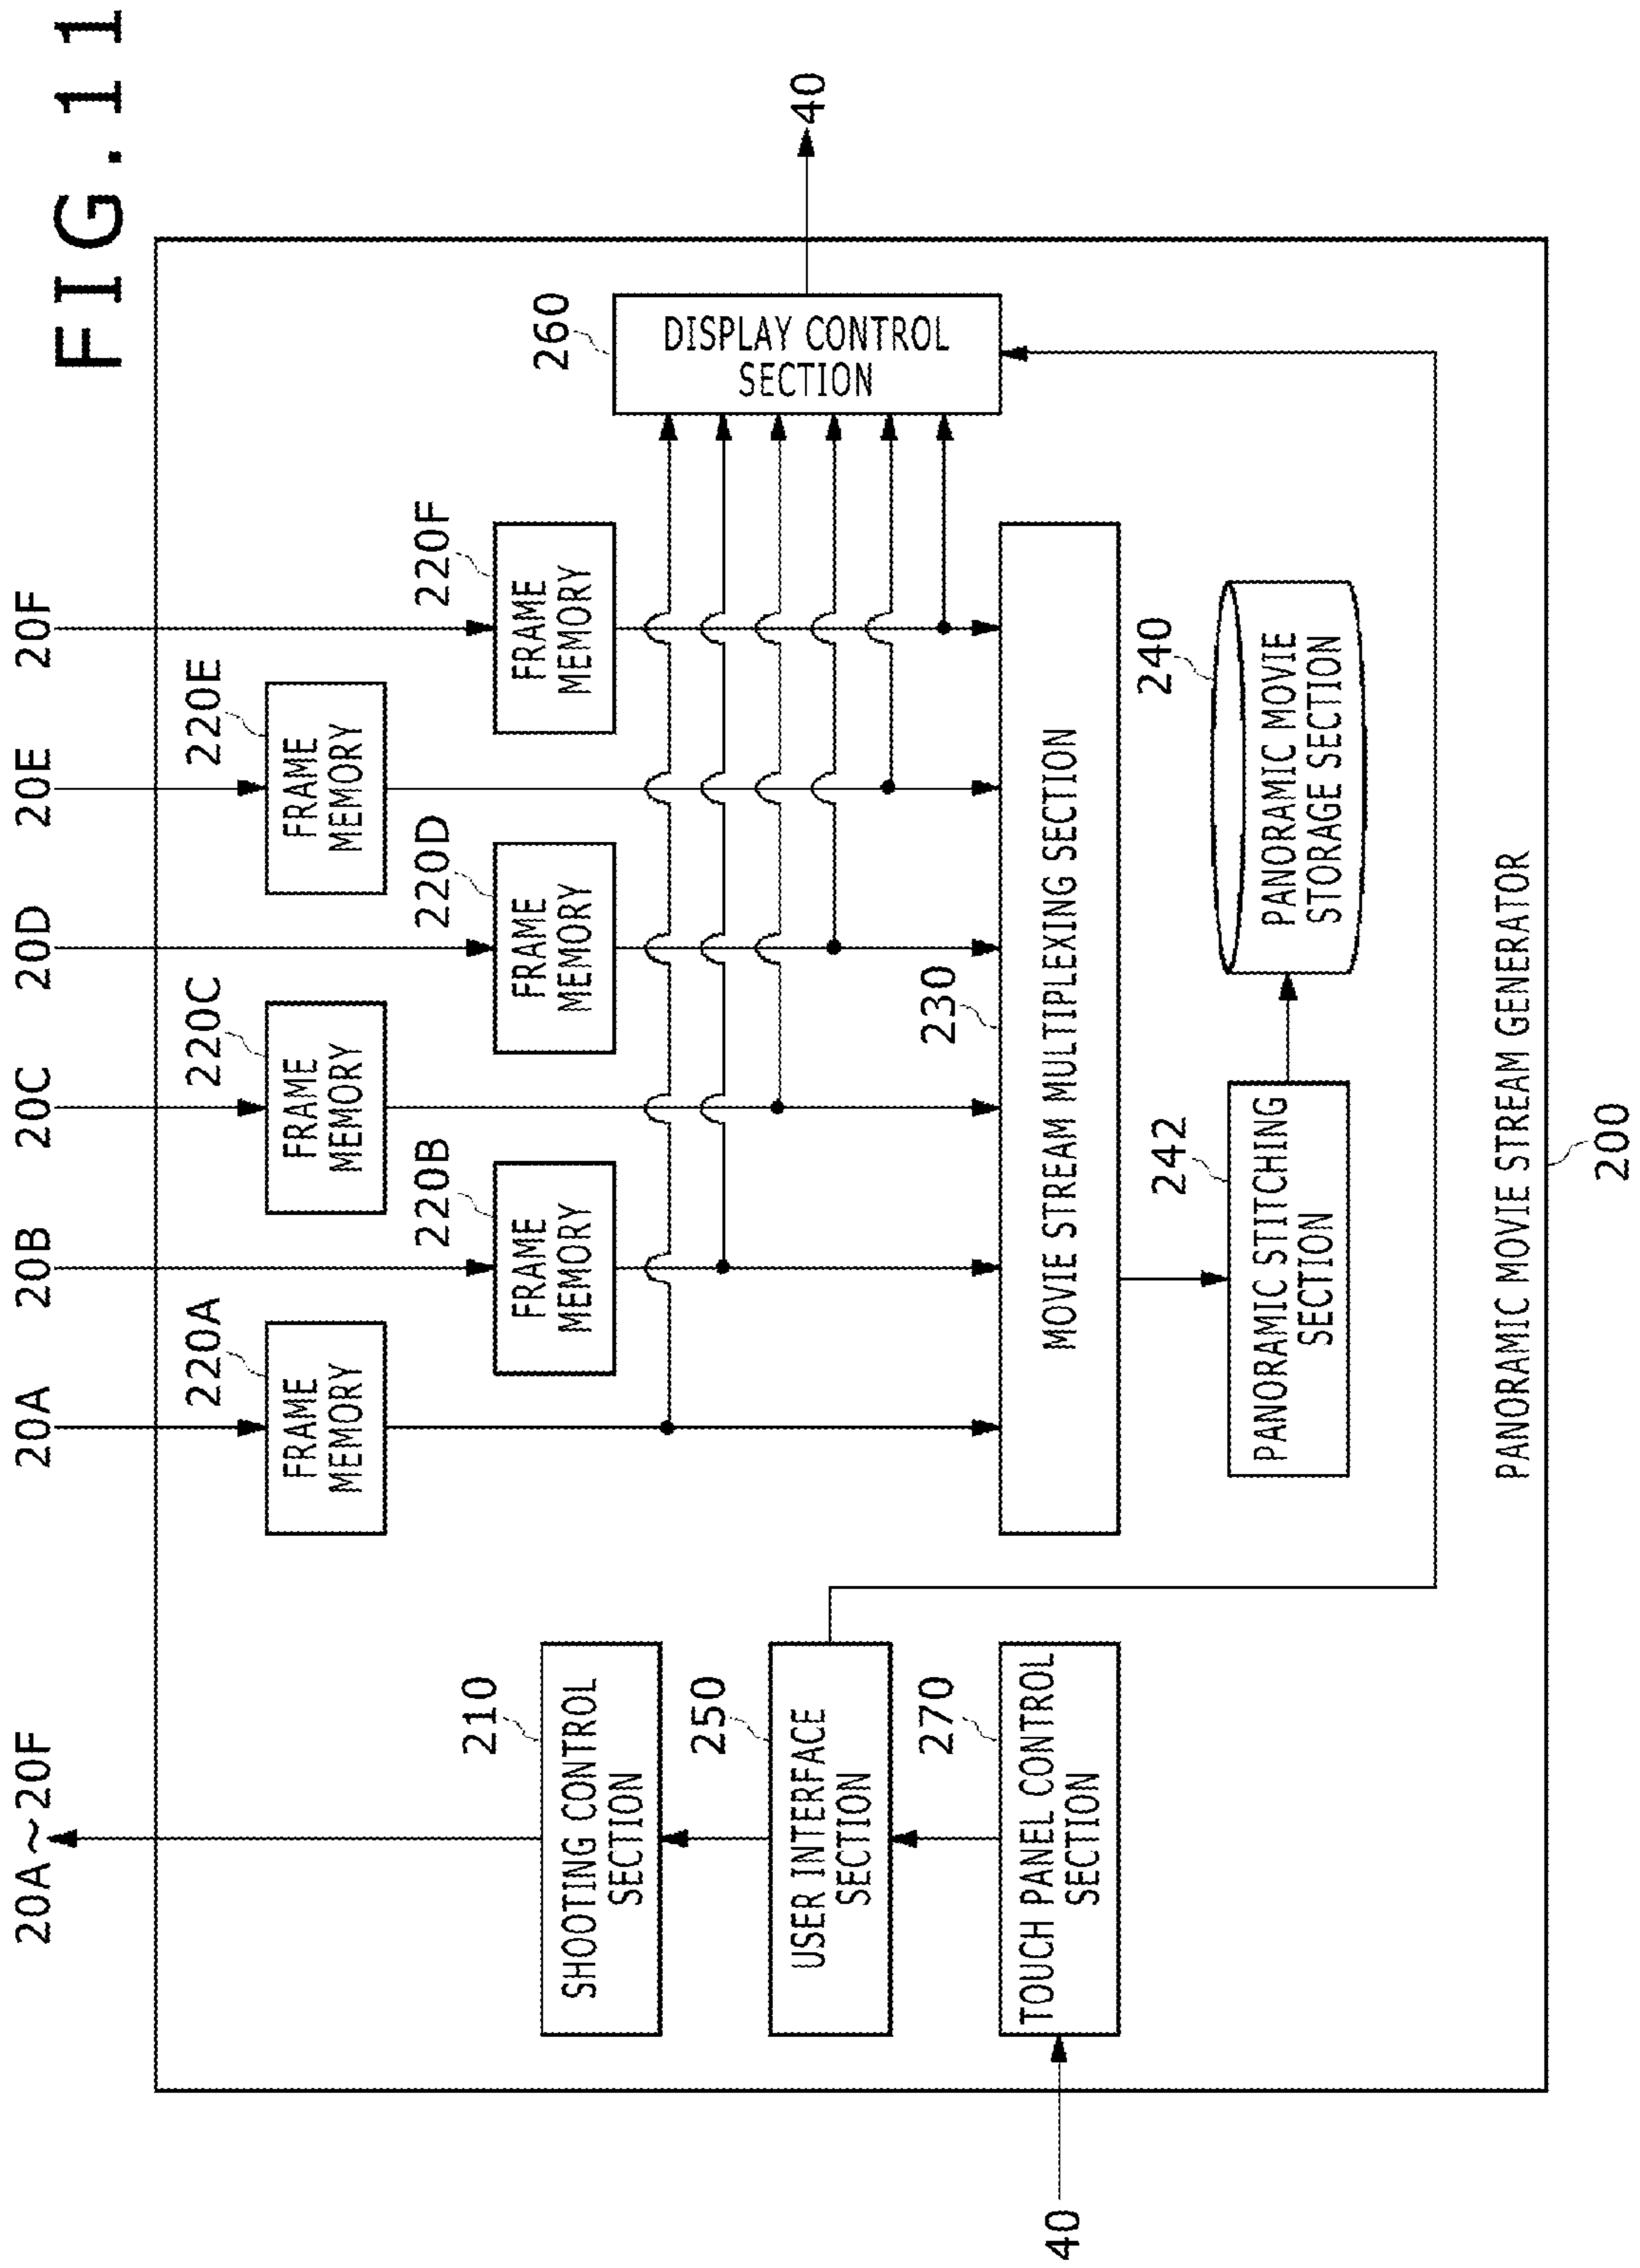 FIG.11
20A~20F
20A
20B
20C
20D
20E
20F
220A
220C
220E
FRAME
MEMORY
FRAME
MEMORY
FRAME
MEMORY
220B
220D
220F
FRAME
MEMORY
FRAME
MEMORY
FRAME
MEMORY
210
SHOOTING CONTROL
SECTION
260
DISPLAY CONTROL
SECTION
40
250
USER INTERFACE
SECTION
230
MOVIE STREAM MULTIPLEXING SECTION
40
270
TOUCH PANEL CONTROL
SECTION
242
PANORAMIC STITCHING
SECTION
240
PANORAMIC MOVIE
STORAGE SECTION
PANORAMIC MOVIE STREAM GENERATOR
200